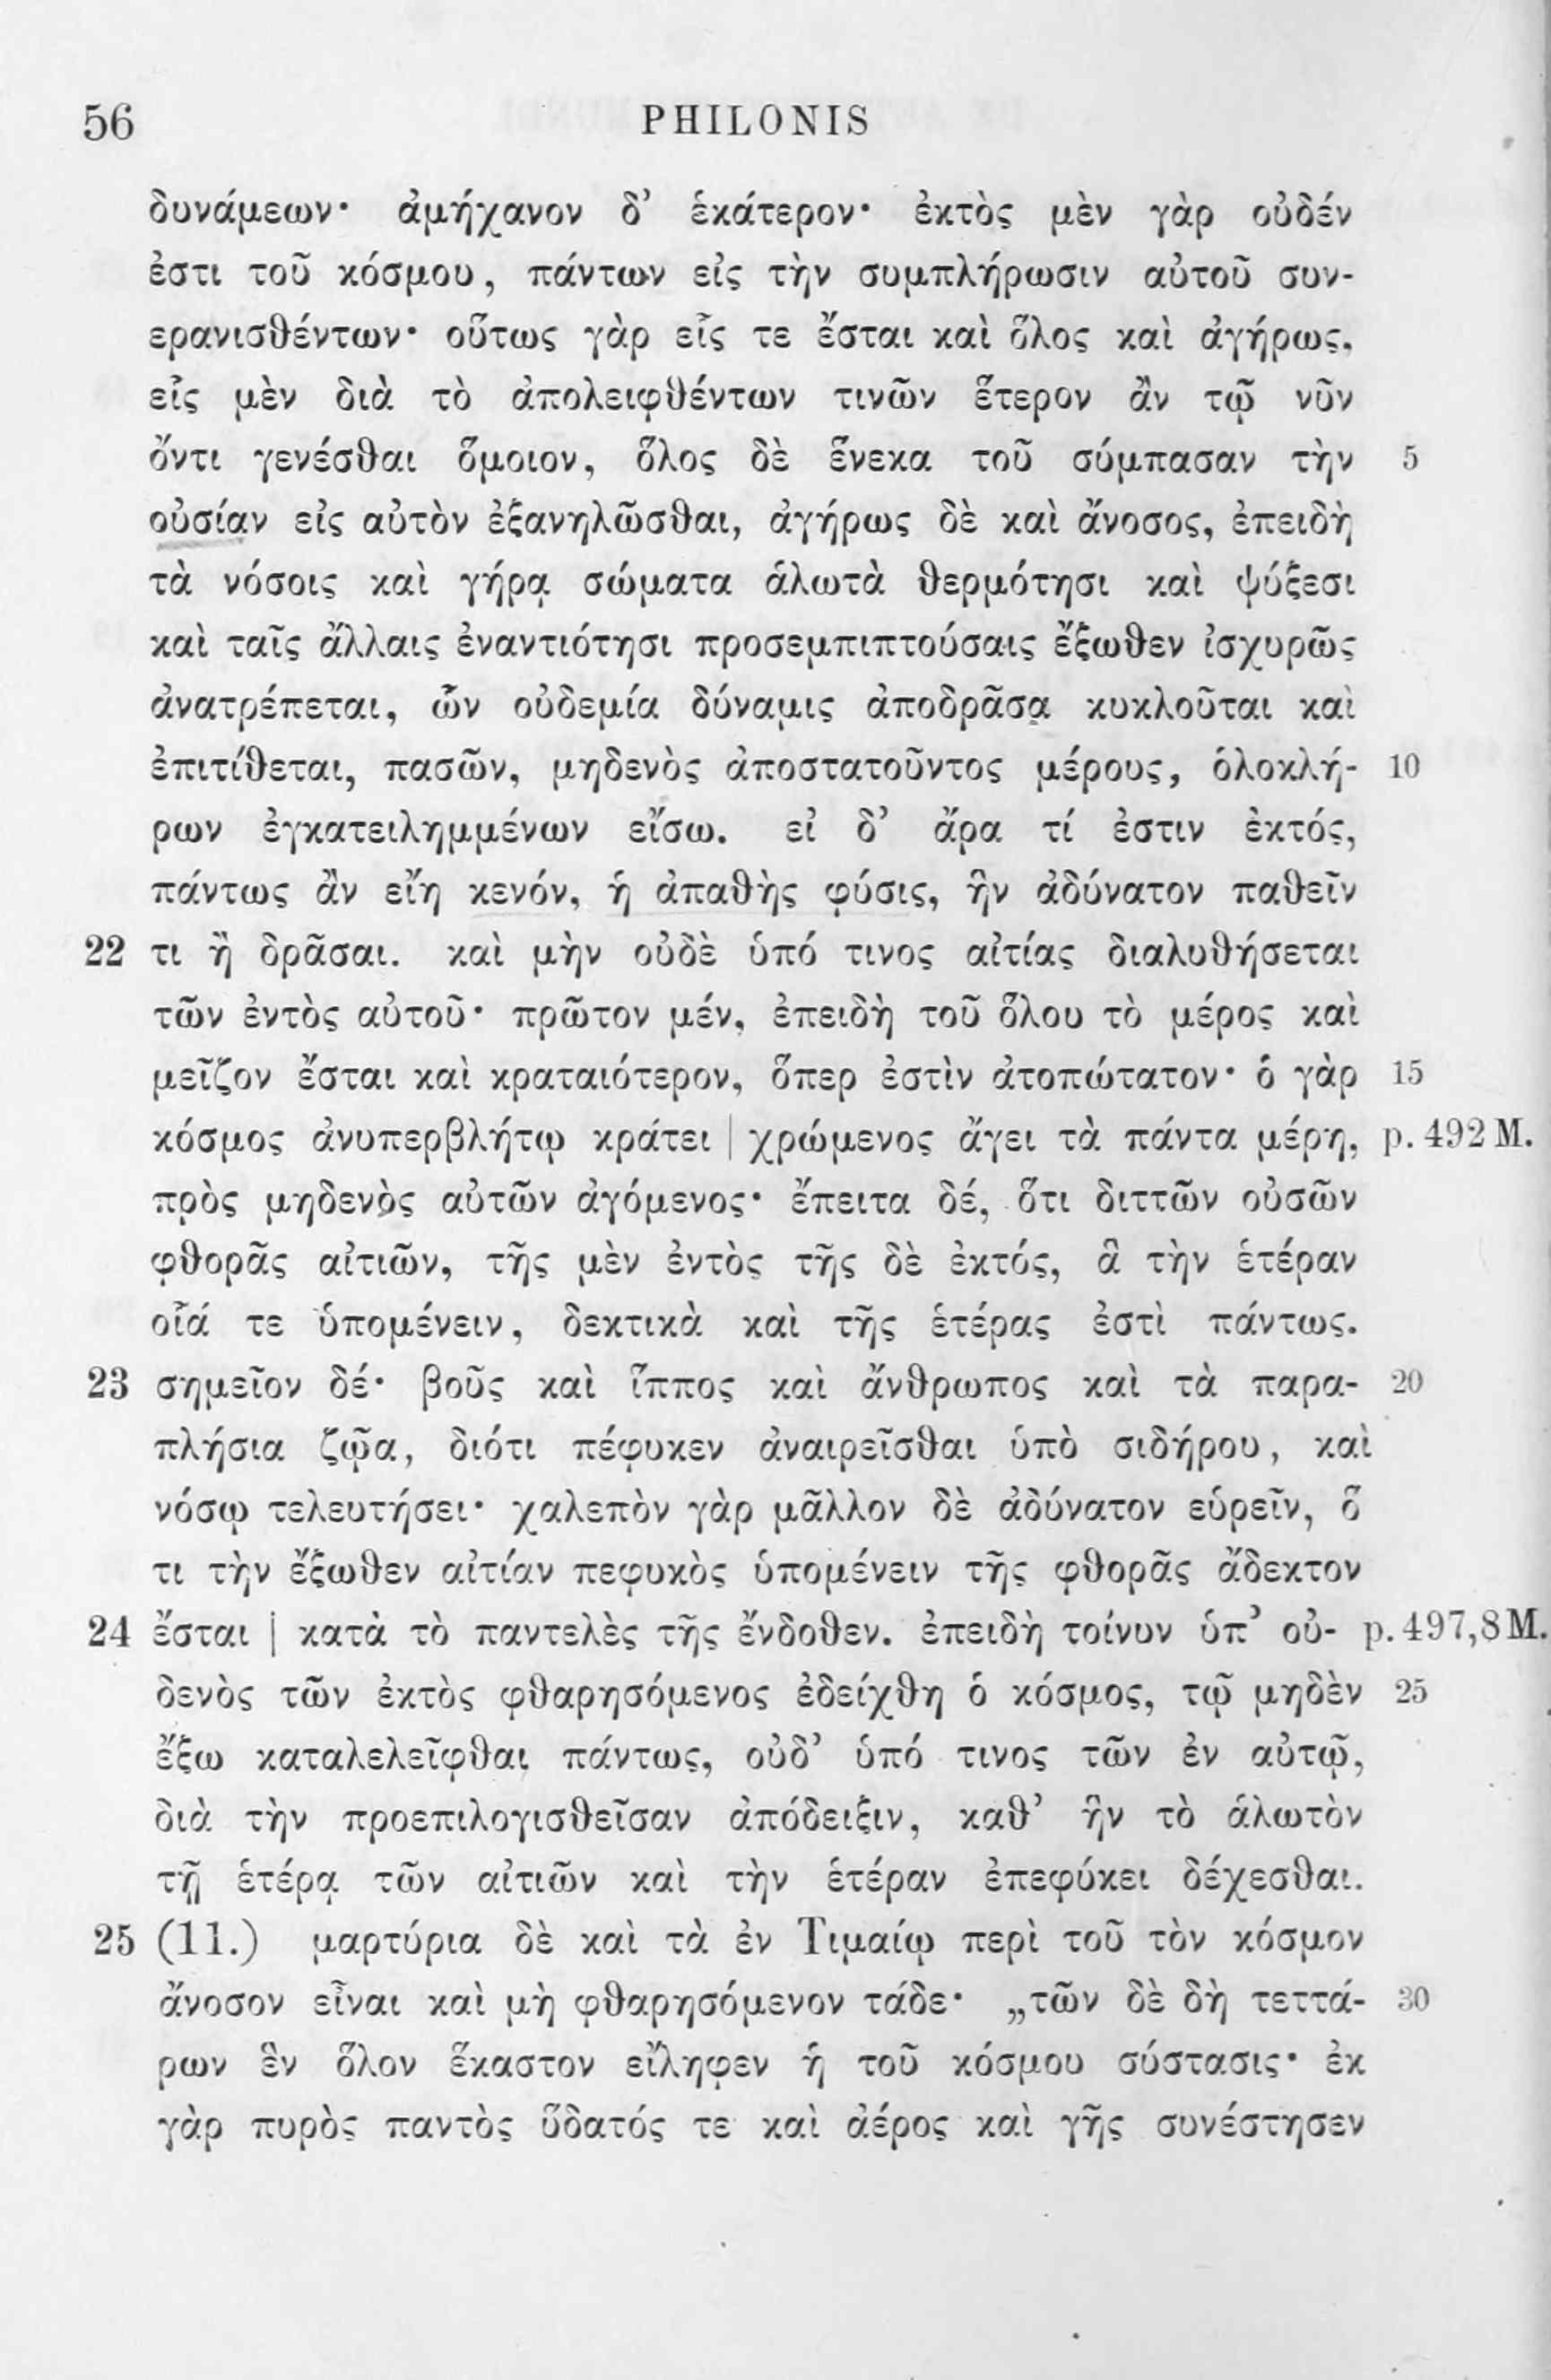 56 PHILONIS
δυνάμεων· ἀμήχανον δ’ ἑκάτερον· ἐκτὸς μὲν γὰρ οὐδέν
ἐστι τοῦ κόσμου, πάντων εἰς τὴν συμπλήρωσιν αὐτοῦ συν-
ερανισθέντων· οὕτως γὰρ εἷς τε ἔσται καὶ ὅλος καὶ ἀγήρως,
εἷς μὲν διὰ τὸ ἀπολειφθέντων τινῶν ἕτερον ἂν τῷ νῦν
ὄντι γενέσθαι ὅμοιον, ὅλος δὲ ἕνεκα τοῦ σύμπασαν τὴν 5
οὐσίαν εἰς αὐτὸν ἐξανηλῶσθαι, ἀγήρως δὲ καὶ ἄνοσος, ἐπειδὴ
τὰ νόσοις καὶ γήρᾳ σώματα ἁλωτὰ θερμότησι καὶ ψύξεσι
καὶ ταῖς ἄλλαις ἐναντιότησι προσεμπιπτούσαις ἔξωθεν ἰσχυρῶς
ἀνατρέπεται, ὧν οὐδεμία δύναμις ἀποδρᾶσα κυκλοῦται καὶ
ἐπιτίθεται, πασῶν, μηδενὸς ἀποστατοῦντος μέρους, ὁλοκλή- 10
ρων ἐγκατειλημμένων εἴσω. εἰ δ’ ἄρα τί ἐστιν ἐκτός,
πάντως ἂν εἴη κενόν, ἡ ἀπαθὴς φύσις, ἣν ἀδύνατον παθεῖν
22 τι ἢ δρᾶσαι. καὶ μὴν οὐδὲ ὑπό τινος αἰτίας διαλυθήσεται
τῶν ἐντὸς αὐτοῦ· πρῶτον μέν, ἐπειδὴ τοῦ ὅλου τὸ μέρος καὶ
μεῖζον ἔσται καὶ κραταιότερον, ὅπερ ἐστὶν ἀτοπώτατον· ὁ γὰρ 15
κόσμος ἀνυπερβλήτῳ κράτει | χρώμενος ἄγει τὰ πάντα μέρη, p. 492 M.
πρὸς μηδενὸς αὐτῶν ἀγόμενος· ἔπειτα δέ, ὅτι διττῶν οὐσῶν
φθορᾶς αἰτιῶν, τῆς μὲν ἐντὸς τῆς δὲ ἐκτός, ἃ τὴν ἑτέραν
οἷά τε ὑπομένειν, δεκτικὰ καὶ τῆς ἑτέρας ἐστὶ πάντως.
23 σημεῖον δέ· βοῦς καὶ ἵππος καὶ ἄνθρωπος καὶ τὰ παρα- 20
πλήσια ζῷα, διότι πέφυκεν ἀναιρεῖσθαι ὑπὸ σιδήρου, καὶ
νόσῳ τελευτήσει· χαλεπὸν γὰρ μᾶλλον δὲ ἀδύνατον εὑρεῖν, ὅ
τι τὴν ἔξωθεν αἰτίαν πεφυκὸς ὑπομένειν τῆς φθορᾶς ἄδεκτον
24 ἔσται | κατὰ τὸ παντελὲς τῆς ἔνδοθεν. ἐπειδὴ τοίνυν ὑπ’ οὐ- p. 497,8 M.
δενὸς τῶν ἐκτὸς φθαρησόμενος ἐδείχθη ὁ κόσμος, τῷ μηδὲν 25
ἔξω καταλελεῖφθαι πάντως, οὐδ’ ὑπό τινος τῶν ἐν αὐτῷ,
διὰ τὴν προεπιλογισθεῖσαν ἀπόδειξιν, καθ’ ἣν τὸ ἁλωτὸν
τῇ ἑτέρᾳ τῶν αἰτιῶν καὶ τὴν ἑτέραν ἐπεφύκει δέχεσθαι.
25 (11.) μαρτύρια δὲ καὶ τὰ ἐν Τιμαίῳ περὶ τοῦ τὸν κόσμον
ἄνοσον εἶναι καὶ μὴ φθαρησόμενον τάδε· „τῶν δὲ δὴ τεττά- 30
ρων ἓν ὅλον ἕκαστον εἴληφεν ἡ τοῦ κόσμου σύστασις· ἐκ
γὰρ πυρὸς παντὸς ὕδατός τε καὶ ἀέρος καὶ γῆς συνέστησεν